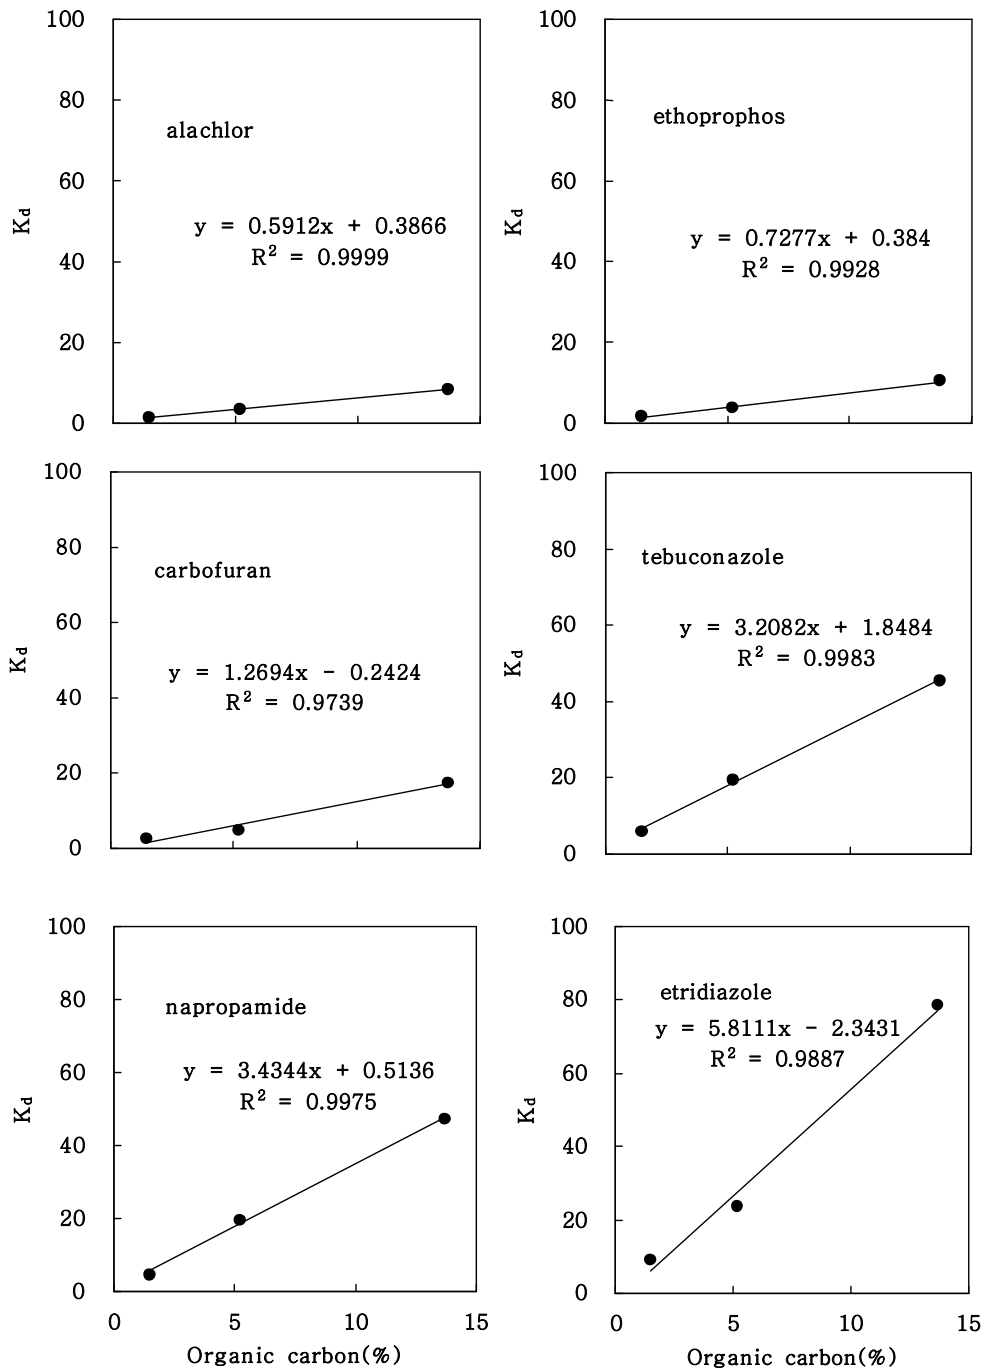 100
80
60
40
20
0
Kd
alachlor
y = 0.5912x + 0.3866
R² = 0.9999
100
80
60
40
20
0
Kd
ethoprophos
y = 0.7277x + 0.384
R² = 0.9928
100
80
60
40
20
0
Kd
carbofuran
y = 1.2694x - 0.2424
R² = 0.9739
100
80
60
40
20
0
Kd
tebuconazole
y = 3.2082x + 1.8484
R² = 0.9983
100
80
60
40
20
0
Kd
napropamide
y = 3.4344x + 0.5136
R² = 0.9975
0 5 10 15
Organic carbon(%)
100
80
60
40
20
0
Kd
etridiazole
y = 5.8111x - 2.3431
R² = 0.9887
0 5 10 15
Organic carbon(%)